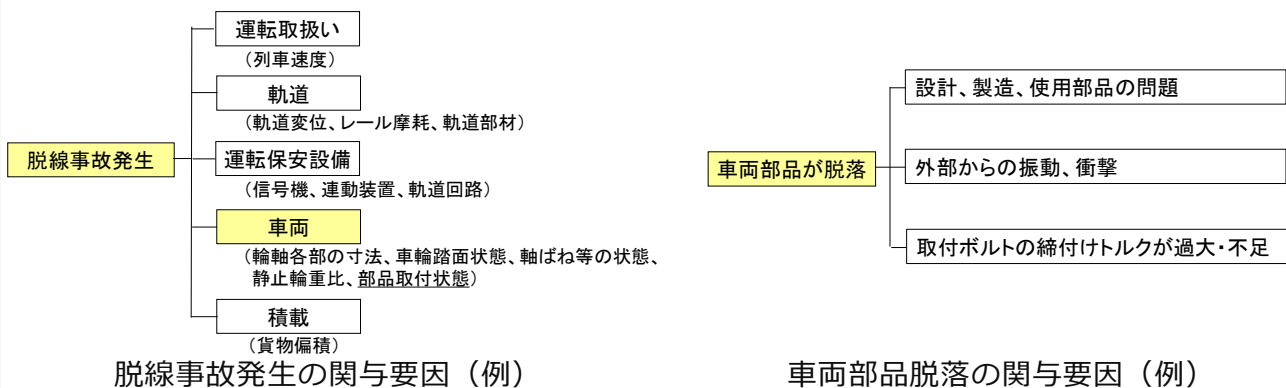 運転取扱い
（列車速度）
軌道
（軌道変位、レール摩耗、軌道部材）
脱線事故発生
運転保安設備
（信号機、連動装置、軌道回路）
車両
（輪軸各部の寸法、車輪踏面状態、軸ばね等の状態、
静止輪重比、部品取付状態）
積載
（貨物偏積）
脱線事故発生の関与要因（例）
設計、製造、使用部品の問題
車両部品が脱落
外部からの振動、衝撃
取付ボルトの締付けトルクが過大・不足
車両部品脱落の関与要因（例）